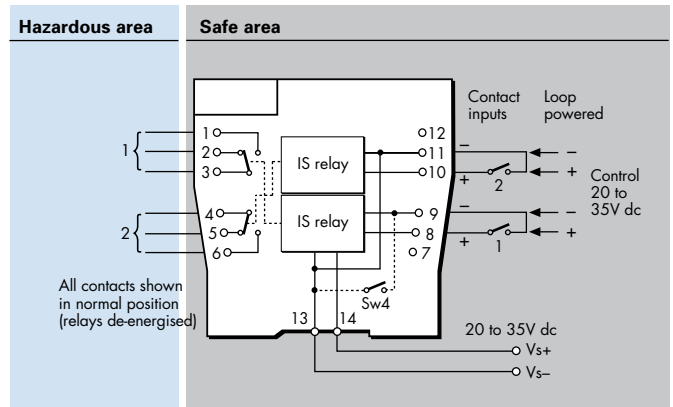 Hazardous area
Safe area
Contact inputs
Loop powered
1
1
2
3
2
4
5
6
IS relay
IS relay
12
11
10
9
8
7
–
+
2
–
+
–
+
1
–
+
Control
20 to
35V dc
Sw4
13
14
All contacts shown
in normal position
(relays de-energised)
20 to 35V dc
Vs+
Vs–